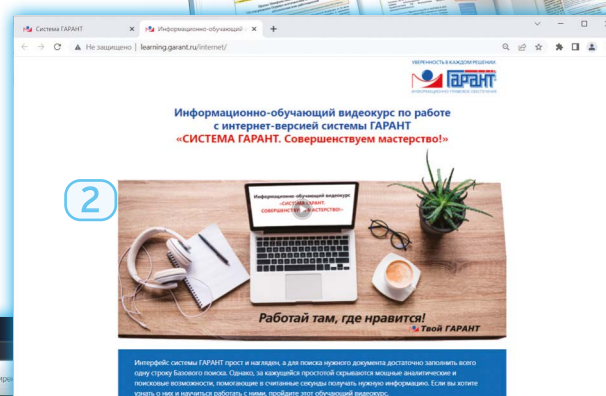 Система ГАРАНТ
Информационно-обучающий
Не защищено | learning.garant.ru/internet/
УВЕРЕННОСТЬ В КАЖДОМ РЕШЕНИИ
ГАРАНТ
ИНФОРМАЦИОННО-ПРАВОВОЕ ОБЕСПЕЧЕНИЕ
Информационно-обучающий видеокурс по работе
с интернет-версией системы ГАРАНТ
«СИСТЕМА ГАРАНТ. Совершенствуем мастерство!»
2
Информационно-обучающий видеокурс
«СИСТЕМА ГАРАНТ.
Работай там, где нравится!
Твой ГАРАНТ
Интерфейс системы ГАРАНТ прост и нагляден, а для поиска нужного документа достаточно заполнить всего
одну строку Базового поиска. Однако, за кажущейся простотой скрываются мощные аналитические и
поисковые возможности, помогающие в считанные секунды получать нужную информацию. Если вы хотите
узнать о них и научиться работать с ними, пройдите этот обучающий видеокурс.